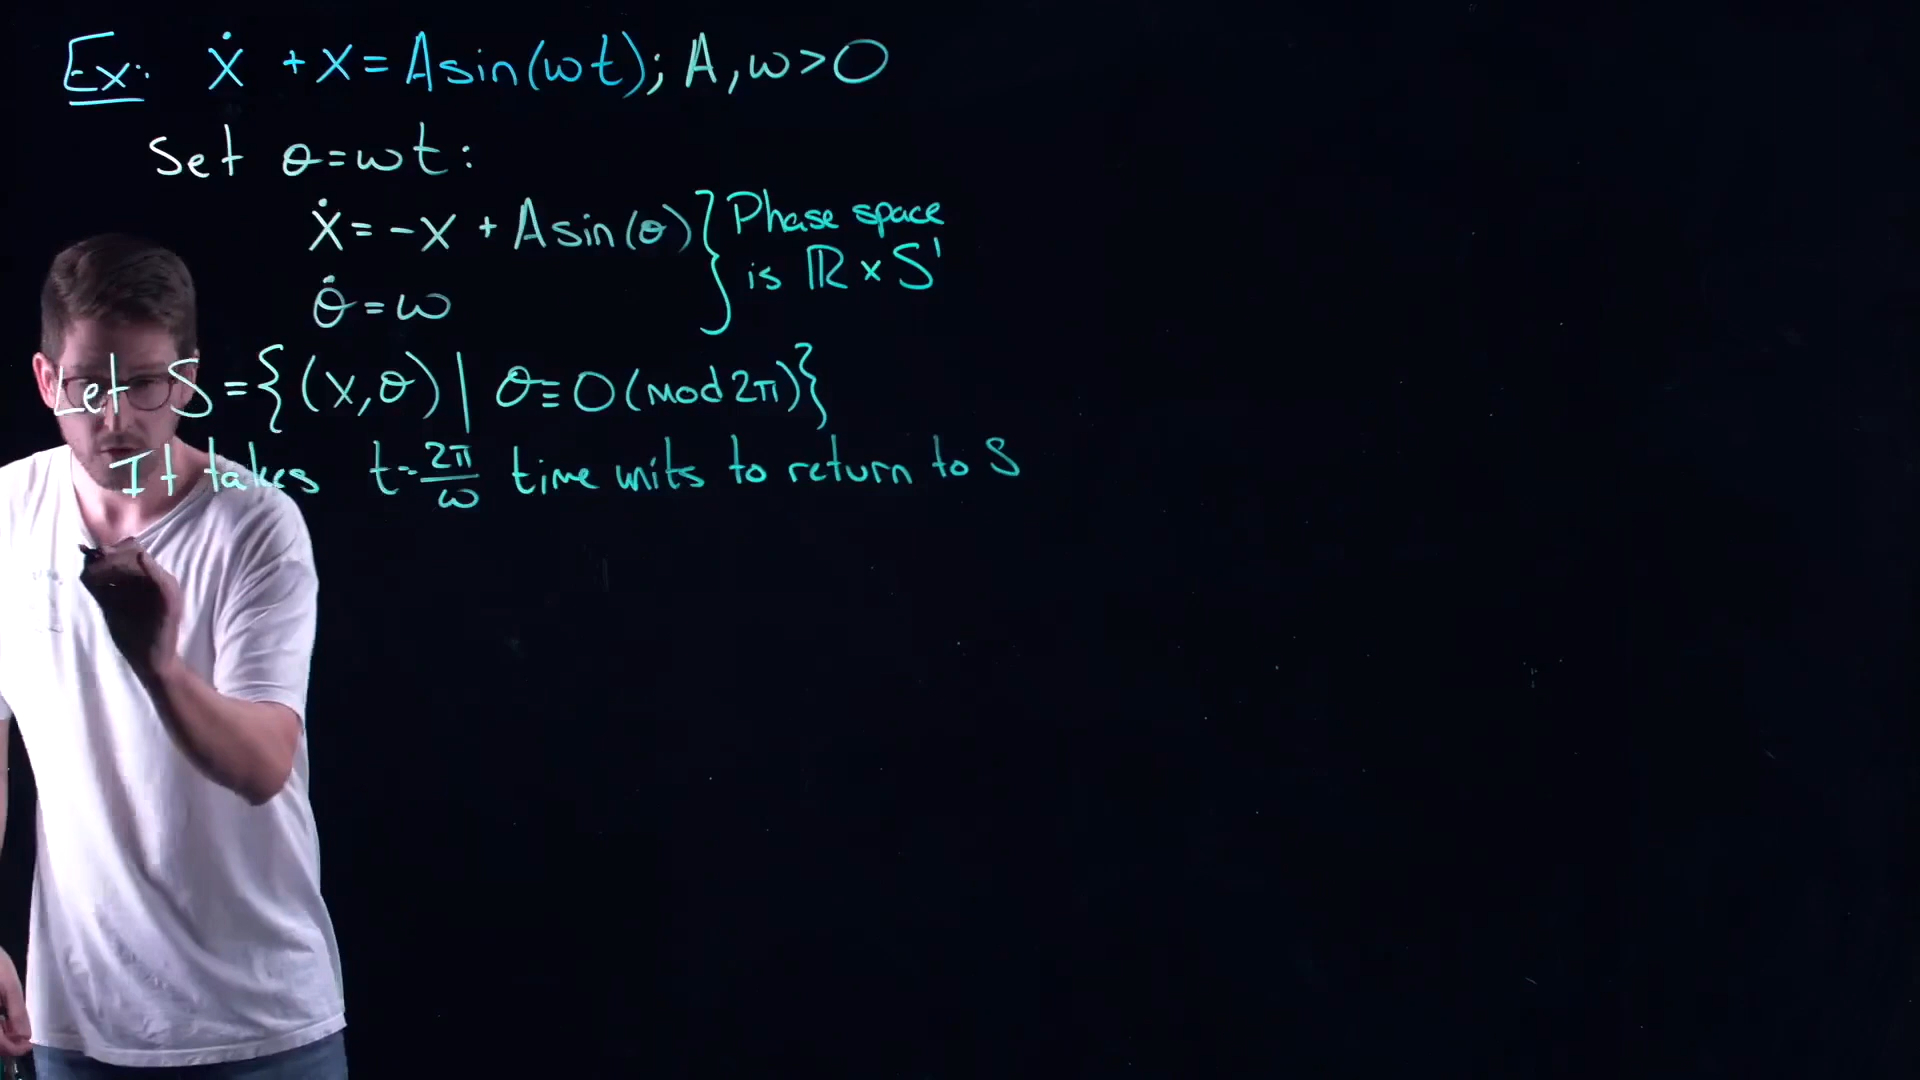 Ex: ẋ + x = A sin(ωt); A, ω > 0
Set θ = ωt:
ẋ = -x + A sin(θ) } Phase space
θ̇ = ω } is ℝ × S¹
Let S = {(x, θ) | θ ≡ 0 (mod 2π)}
It takes t = 2π/ω time units to return to S